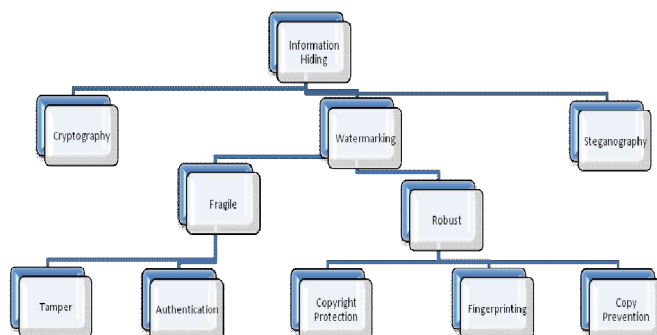 Information
Hiding
Cryptography
Watermarking
Steganography
Fragile
Robust
Tamper
Authentication
Copyright
Protection
Fingerprinting
Copy
Prevention